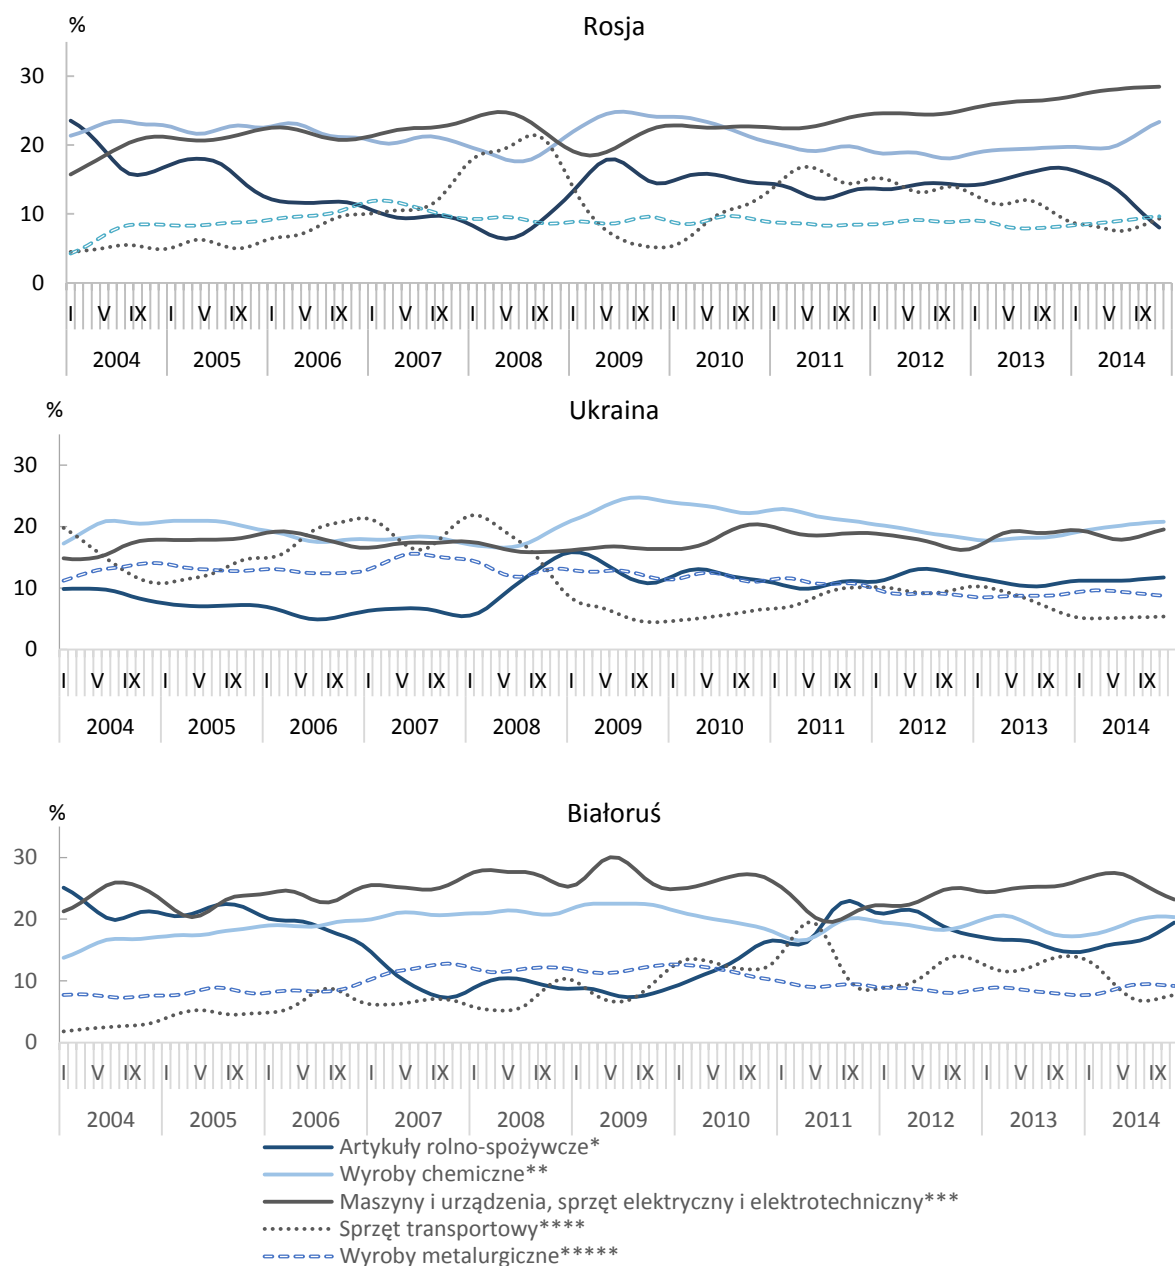 % Rosja
30
20
10
0
I V IX I V IX I V IX I V IX I V IX I V IX I V IX I V IX I V IX I V IX I V IX
2004 2005 2006 2007 2008 2009 2010 2011 2012 2013 2014
% Ukraina
30
20
10
0
I V IX I V IX I V IX I V IX I V IX I V IX I V IX I V IX I V IX I V IX I V IX
2004 2005 2006 2007 2008 2009 2010 2011 2012 2013 2014
% Białoruś
30
20
10
0
I V IX I V IX I V IX I V IX I V IX I V IX I V IX I V IX I V IX I V IX I V IX
2004 2005 2006 2007 2008 2009 2010 2011 2012 2013 2014
Artykuły rolno-spożywcze*
Wyroby chemiczne**
Maszyny i urządzenia, sprzęt elektryczny i elektrotechniczny***
Sprzęt transportowy****
Wyroby metalurgiczne*****